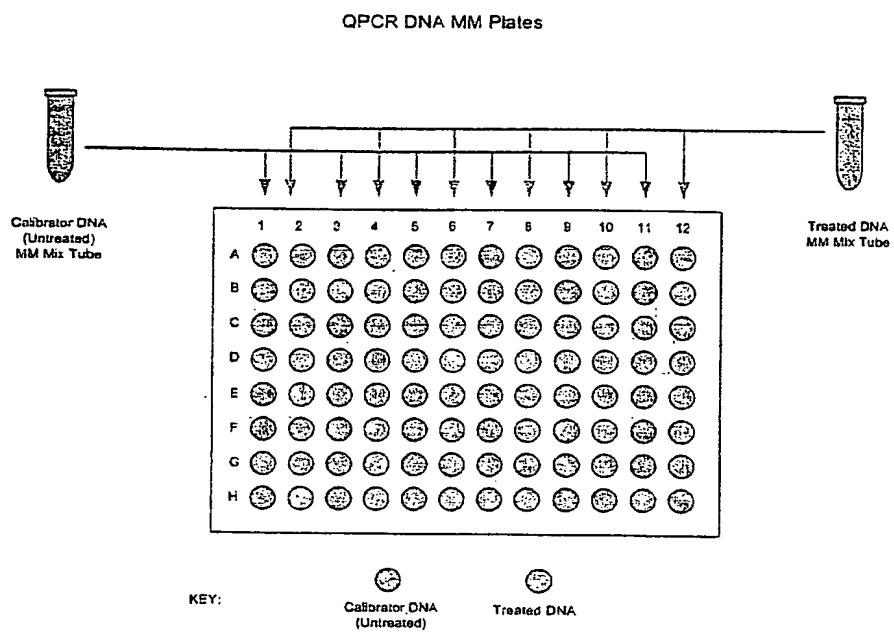 QPCR DNA MM Plates
Calibrator DNA
(Untreated)
MM Mix Tube
Treated DNA
MM Mix Tube
1 2 3 4 5 6 7 8 9 10 11 12
A
B
C
D
E
F
G
H
KEY:
Calibrator DNA
(Untreated)
Treated DNA